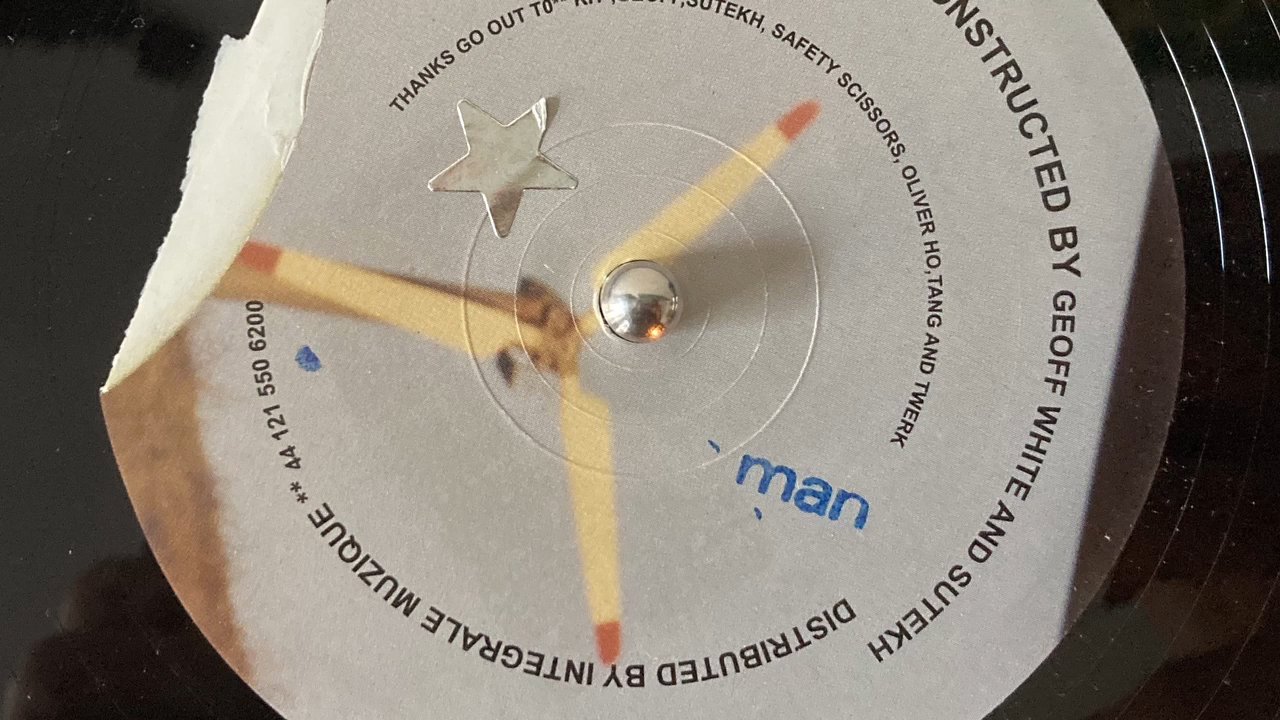 THANKS GO OUT TO** SUTEKH, SAFETY SCISSORS, OLIVER HO,TANG AND TWERK
CONSTRUCTED BY GEOFF WHITE AND SUTEKH
DISTRIBUTED BY INTEGRALE MUZIQUE ** 44 121 550 6200
man